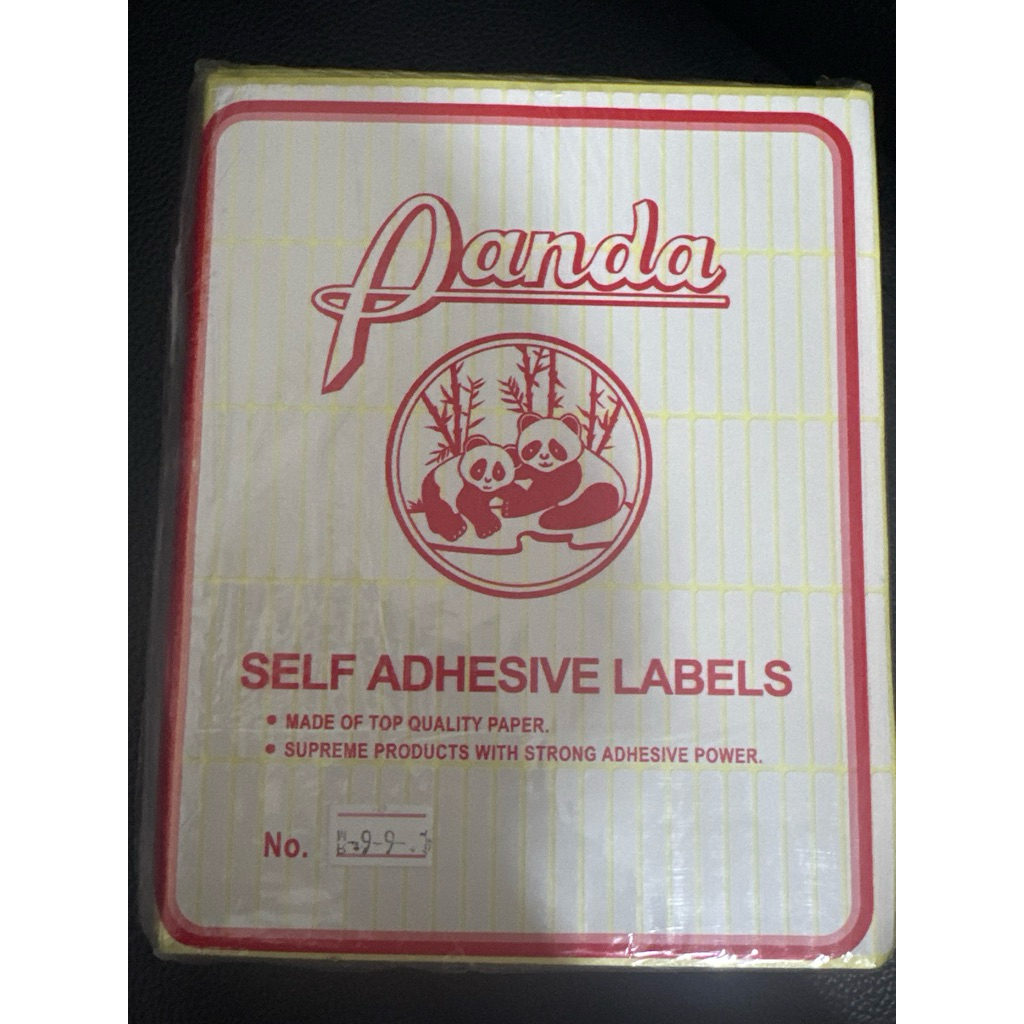 Panda
SELF ADHESIVE LABELS
• MADE OF TOP QUALITY PAPER.
• SUPREME PRODUCTS WITH STRONG ADHESIVE POWER.
No.